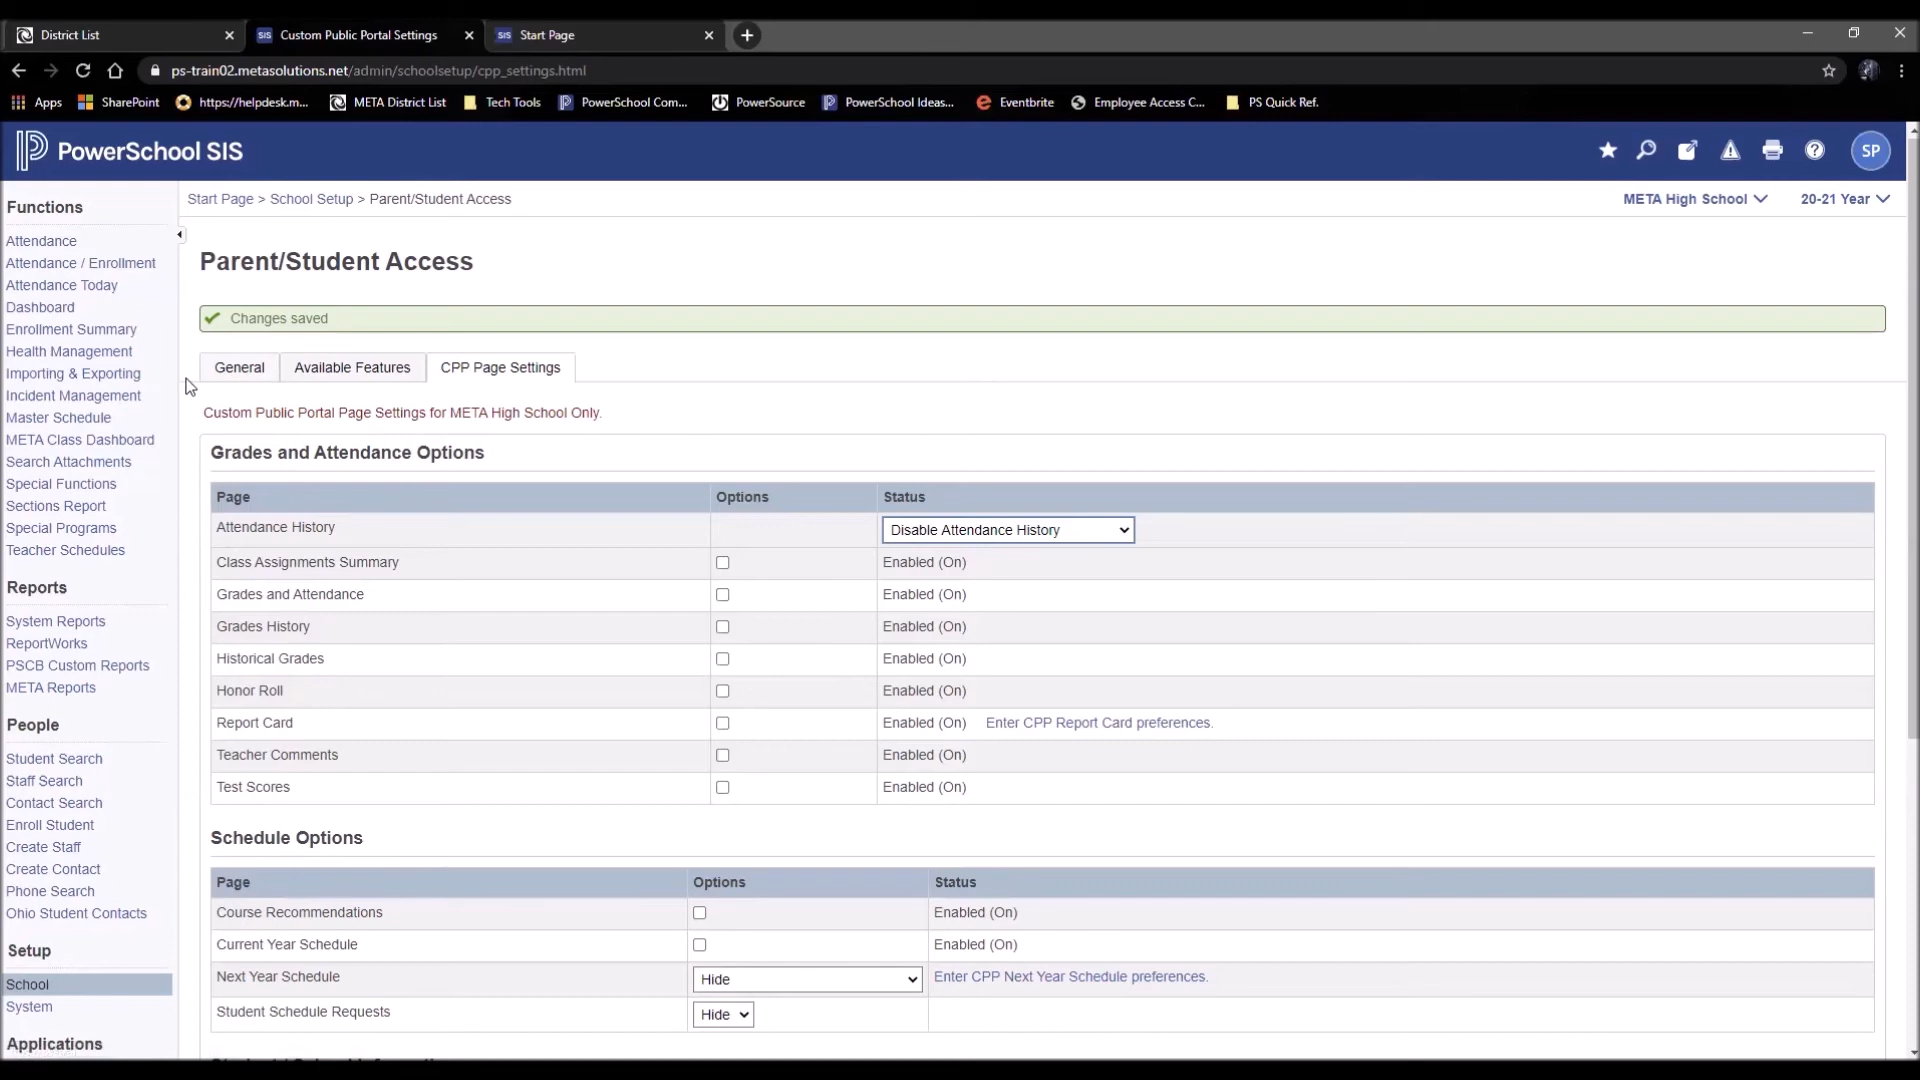 District List
SIS Custom Public Portal Settings
SIS Start Page
ps-train02.metasolutions.net/admin/schoolsetup/cpp_settings.html
Apps SharePoint https://helpdesk.m... META District List Tech Tools PowerSchool Com... PowerSource PowerSchool Ideas... Eventbrite Employee Access C... PS Quick Ref.
PowerSchool SIS
SP
Start Page > School Setup > Parent/Student Access
META High School
20-21 Year
Functions
Attendance
Attendance / Enrollment
Attendance Today
Dashboard
Enrollment Summary
Health Management
Importing & Exporting
Incident Management
Master Schedule
META Class Dashboard
Search Attachments
Special Functions
Sections Report
Special Programs
Teacher Schedules
Reports
System Reports
ReportWorks
PSCB Custom Reports
META Reports
People
Student Search
Staff Search
Contact Search
Enroll Student
Create Staff
Create Contact
Phone Search
Ohio Student Contacts
Setup
School
System
Applications
Parent/Student Access
Changes saved
General Available Features CPP Page Settings
Custom Public Portal Page Settings for META High School Only.
Grades and Attendance Options
Page Options Status
Attendance History Disable Attendance History
Class Assignments Summary Enabled (On)
Grades and Attendance Enabled (On)
Grades History Enabled (On)
Historical Grades Enabled (On)
Honor Roll Enabled (On)
Report Card Enabled (On) Enter CPP Report Card preferences.
Teacher Comments Enabled (On)
Test Scores Enabled (On)
Schedule Options
Page Options Status
Course Recommendations Enabled (On)
Current Year Schedule Enabled (On)
Next Year Schedule Hide Enter CPP Next Year Schedule preferences.
Student Schedule Requests Hide